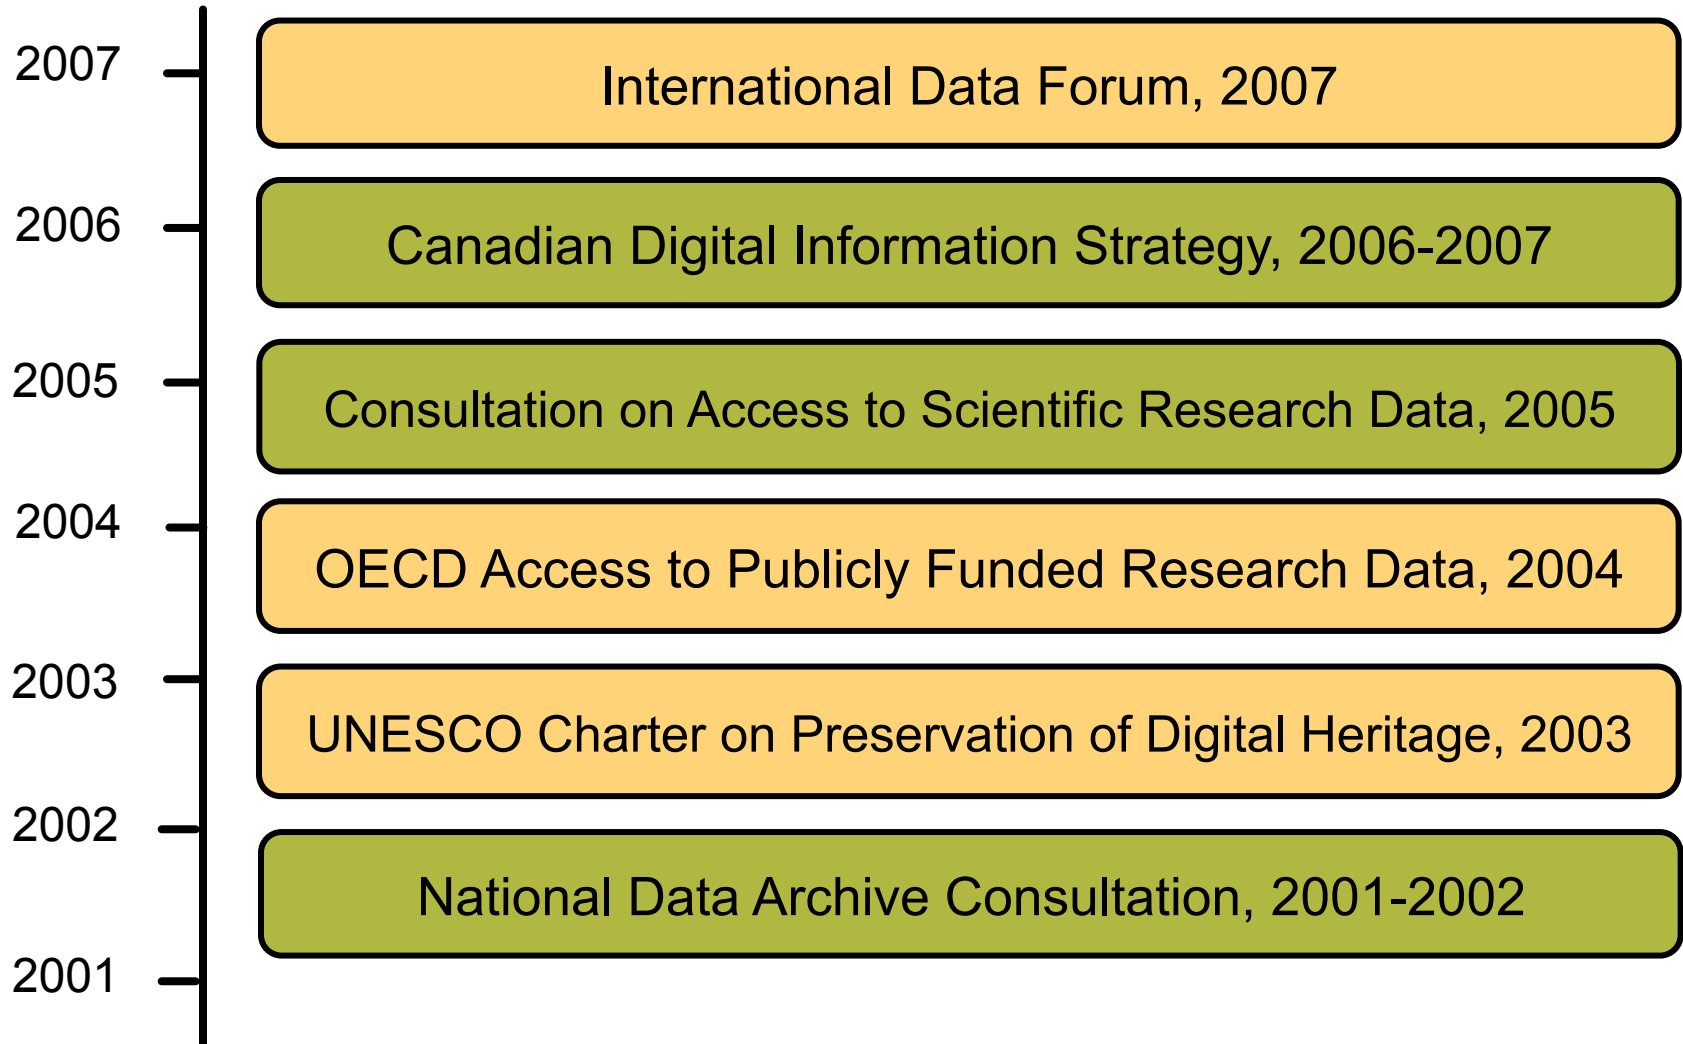 2007
International Data Forum, 2007
2006
Canadian Digital Information Strategy, 2006-2007
2005
Consultation on Access to Scientific Research Data, 2005
2004
OECD Access to Publicly Funded Research Data, 2004
2003
UNESCO Charter on Preservation of Digital Heritage, 2003
2002
National Data Archive Consultation, 2001-2002
2001